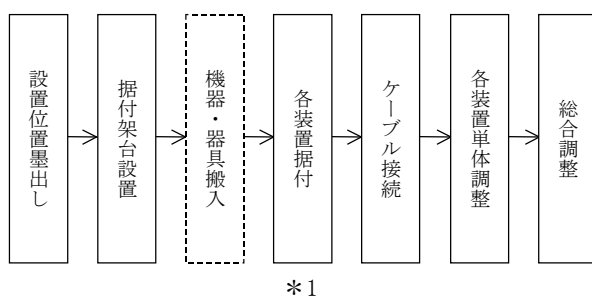 設置位置墨出し
据付架台設置
機器・器具搬入
各装置据付
ケーブル接続
各装置単体調整
総合調整
＊1